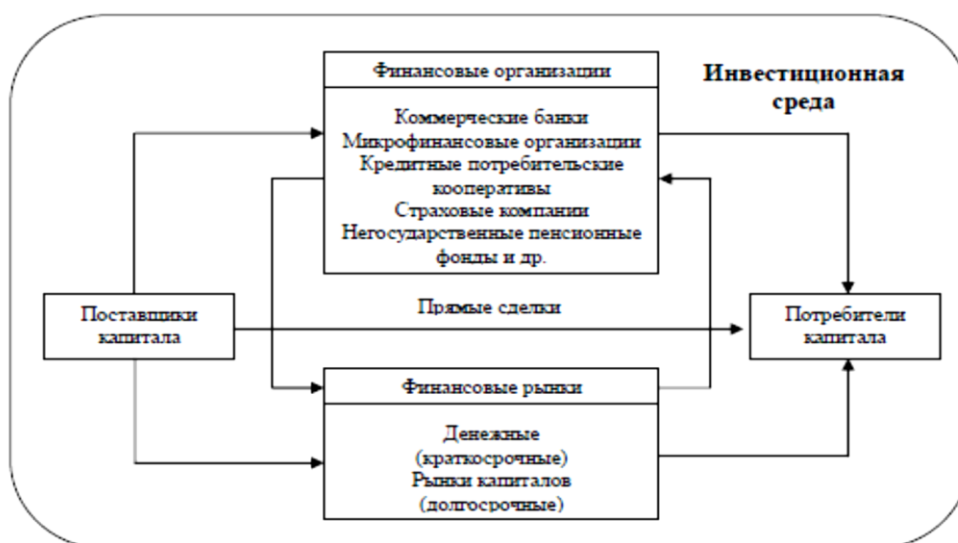 Финансовые организации
Инвестиционная
среда
Коммерческие банки
Микрофинансовые организации
Кредитные потребительские
кооперативы
Страховые компании
Негосударственные пенсионные
фонды и др.
Поставщики
капитала
Прямые сделки
Потребители
капитала
Финансовые рынки
Денежные
(краткосрочные)
Рынки капиталов
(долгосрочные)